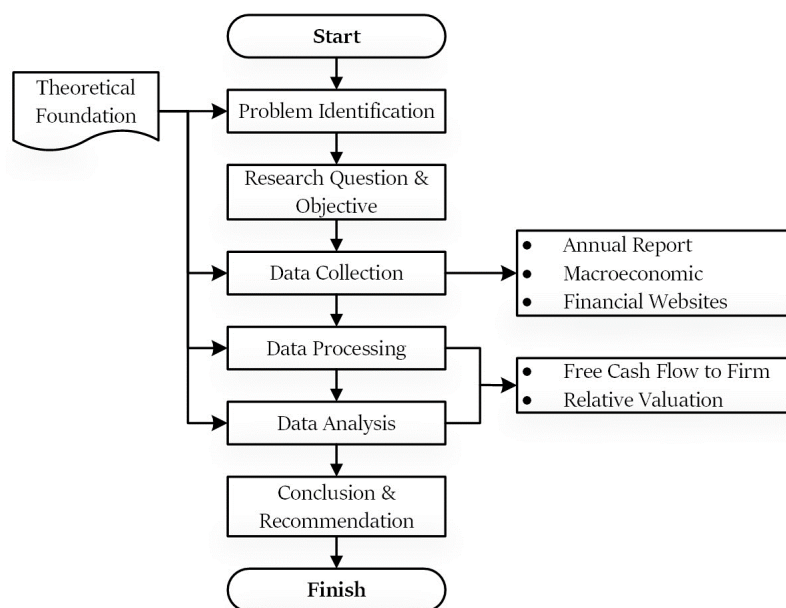 Start
Theoretical
Foundation
Problem Identification
Research Question &
Objective
Data Collection
• Annual Report
• Macroeconomic
• Financial Websites
Data Processing
• Free Cash Flow to Firm
• Relative Valuation
Data Analysis
Conclusion &
Recommendation
Finish